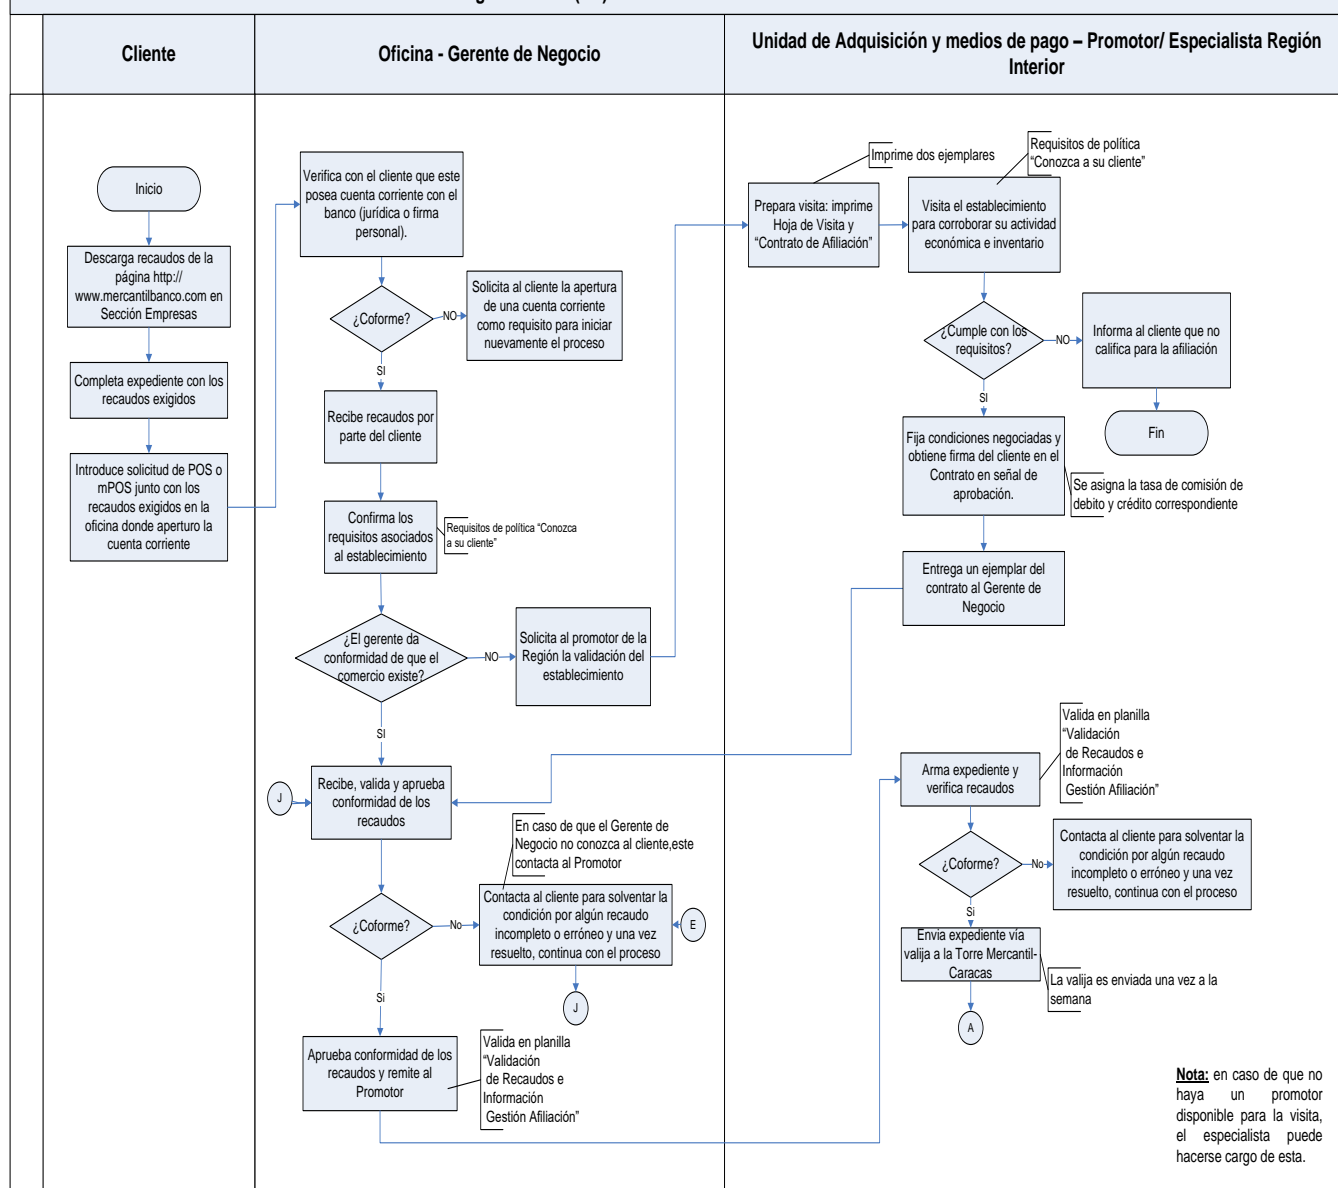 Cliente
Oficina - Gerente de Negocio
Unidad de Adquisición y medios de pago – Promotor/ Especialista Región
Interior
Inicio
Descarga recaudos de la
página http://
www.mercantilbanco.com en
Sección Empresas
Completa expediente con los
recaudos exigidos
Introduce solicitud de POS o
mPOS junto con los
recaudos exigidos en la
oficina donde aperturo la
cuenta corriente
Verifica con el cliente que este
posea cuenta corriente con el
banco (jurídica o firma
personal).
¿Coforme?
NO
Solicita al cliente la apertura
de una cuenta corriente
como requisito para iniciar
nuevamente el proceso
SI
Recibe recaudos por
parte del cliente
Confirma los
requisitos asociados
al establecimiento
Requisitos de política “Conozca
a su cliente”
¿El gerente da
conformidad de que el
comercio existe?
NO
Solicita al promotor de la
Región la validación del
establecimiento
SI
J
Recibe, valida y aprueba
conformidad de los
recaudos
En caso de que el Gerente de
Negocio no conozca al cliente,este
contacta al Promotor
¿Coforme?
No
Contacta al cliente para solventar la
condición por algún recaudo
incompleto o erróneo y una vez
resuelto, continua con el proceso
E
J
Si
Aprueba conformidad de los
recaudos y remite al
Promotor
Valida en planilla
“Validación
de Recaudos e
Información
Gestión Afiliación”
Imprime dos ejemplares
Requisitos de política
“Conozca a su cliente”
Prepara visita: imprime
Hoja de Visita y
“Contrato de Afiliación”
Visita el establecimiento
para corroborar su actividad
económica e inventario
¿Cumple con los
requisitos?
NO
Informa al cliente que no
califica para la afiliación
Fin
SI
Fija condiciones negociadas y
obtiene firma del cliente en el
Contrato en señal de
aprobación.
Se asigna la tasa de comisión de
debito y crédito correspondiente
Entrega un ejemplar del
contrato al Gerente de
Negocio
Valida en planilla
“Validación
de Recaudos e
Información
Gestión Afiliación”
Arma expediente y
verifica recaudos
¿Coforme?
No
Contacta al cliente para solventar la
condición por algún recaudo
incompleto o erróneo y una vez
resuelto, continua con el proceso
Si
Envia expediente vía
valija a la Torre Mercantil-
Caracas
La valija es enviada una vez a la
semana
A
Nota: en caso de que no
haya un promotor
disponible para la visita,
el especialista puede
hacerse cargo de esta.